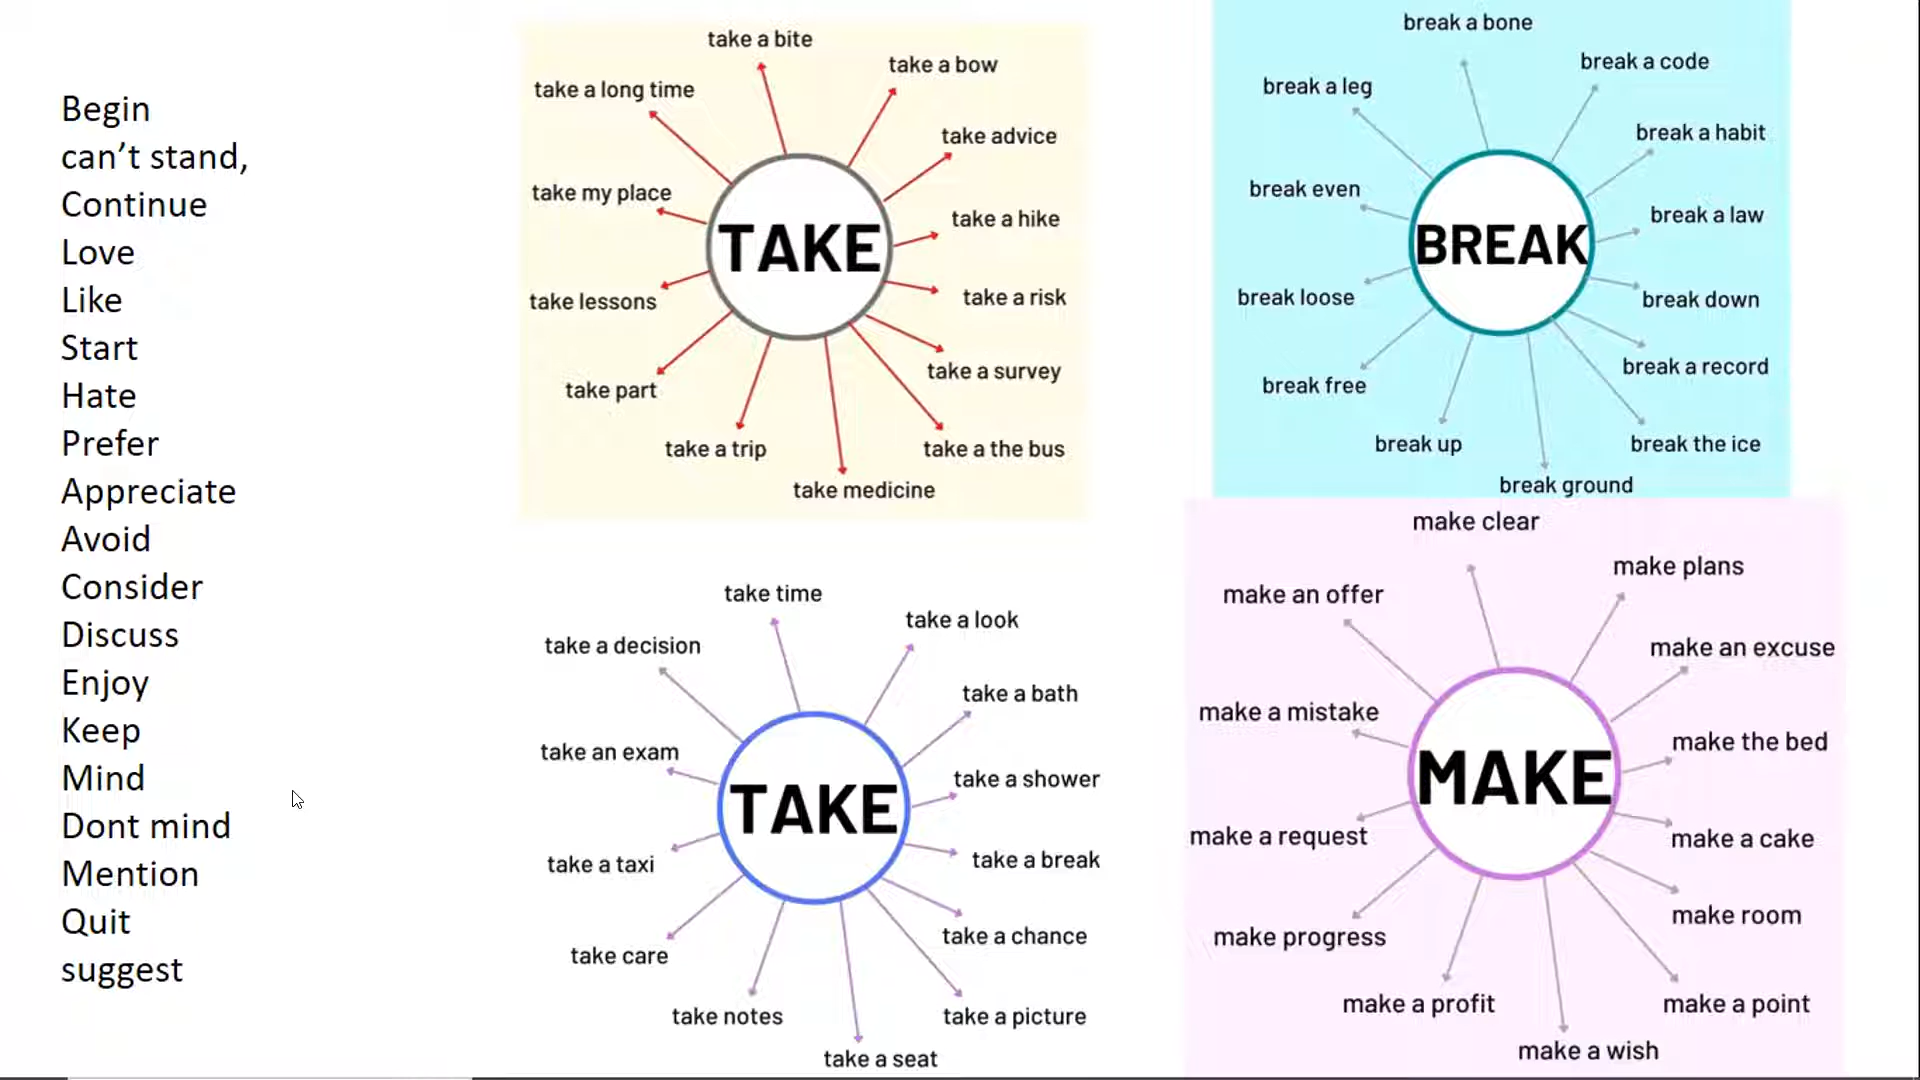 Begin
can’t stand,
Continue
Love
Like
Start
Hate
Prefer
Appreciate
Avoid
Consider
Discuss
Enjoy
Keep
Mind
Dont mind
Mention
Quit
suggest
take a bite
take a bow
take a long time
take advice
take my place
take a hike
TAKE
take lessons
take a risk
take a survey
take part
take a trip
take a the bus
take medicine
break a bone
break a code
break a leg
break a habit
break even
break a law
BREAK
break loose
break down
break a record
break free
break up
break the ice
break ground
take time
take a look
take a decision
take a bath
take an exam
take a shower
TAKE
take a taxi
take a break
take a chance
take care
take notes
take a picture
take a seat
make clear
make plans
make an offer
make an excuse
make a mistake
make the bed
MAKE
make a request
make a cake
make room
make progress
make a profit
make a point
make a wish